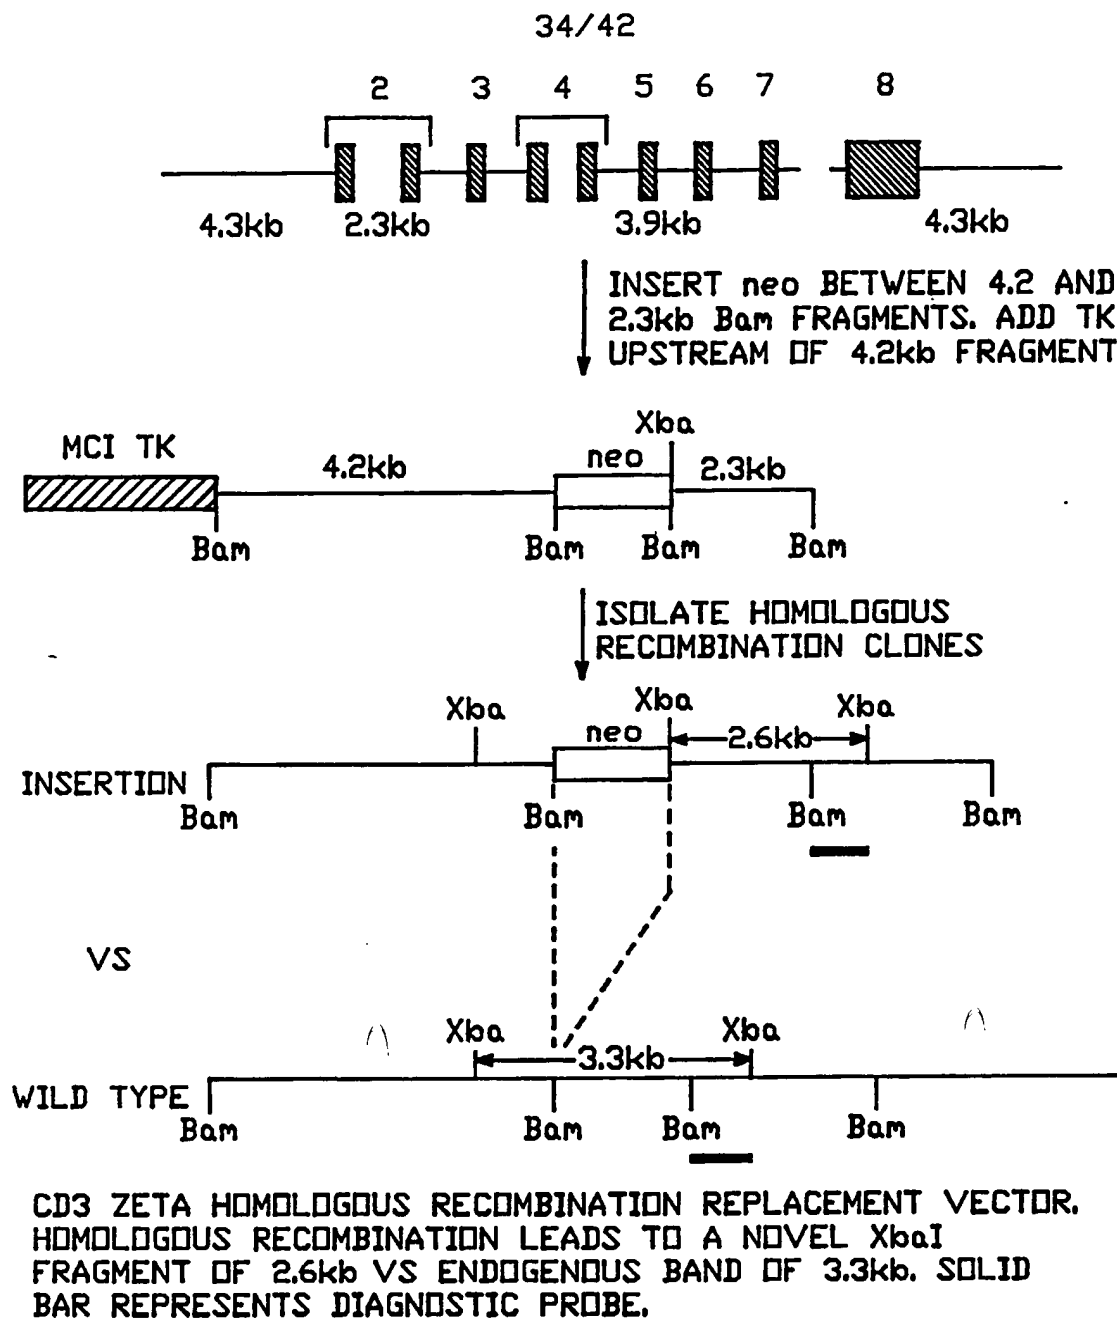 34/42
2 3 4 5 6 7 8
4.3kb 2.3kb 3.9kb 4.3kb
INSERT neo BETWEEN 4.2 AND
2.3kb Bam FRAGMENTS. ADD TK
UPSTREAM OF 4.2kb FRAGMENT
Xba
MCI TK 4.2kb neo 2.3kb
Bam Bam Bam Bam
ISOLATE HOMOLOGOUS
RECOMBINATION CLONES
Xba Xba Xba
neo 2.6kb
INSERTION
Bam Bam Bam Bam
VS
Xba Xba
3.3kb
WILD TYPE
Bam Bam Bam Bam
CD3 ZETA HOMOLOGOUS RECOMBINATION REPLACEMENT VECTOR.
HOMOLOGOUS RECOMBINATION LEADS TO A NOVEL XbaI
FRAGMENT OF 2.6kb VS ENDOGENOUS BAND OF 3.3kb. SOLID
BAR REPRESENTS DIAGNOSTIC PROBE.